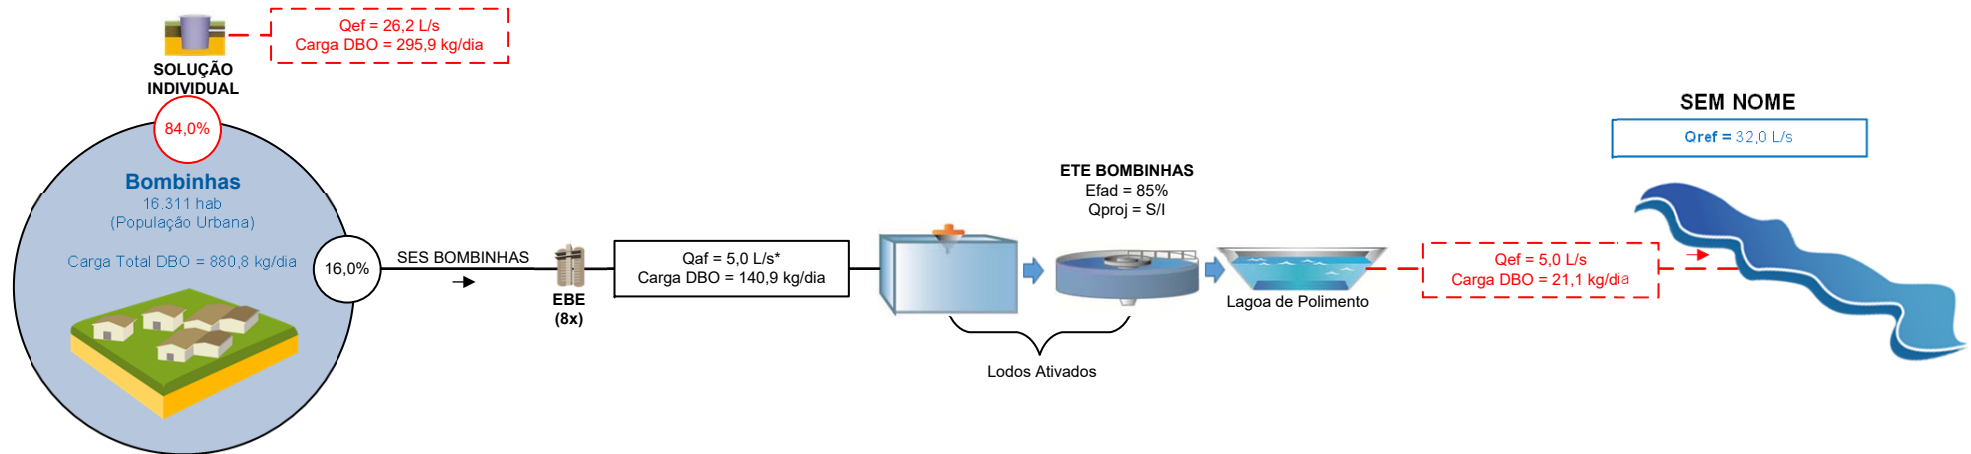 Qef = 26,2 L/s
Carga DBO = 295,9 kg/dia
SOLUÇÃO
INDIVIDUAL
84,0%
Bombinhas
16.311 hab
(População Urbana)
Carga Total DBO = 880,8 kg/dia
16,0%
SES BOMBINHAS
EBE
(8x)
Qaf = 5,0 L/s*
Carga DBO = 140,9 kg/dia
ETE BOMBINHAS
Efad = 85%
Qproj = S/I
Lodos Ativados
Lagoa de Polimento
Qef = 5,0 L/s
Carga DBO = 21,1 kg/dia
SEM NOME
Qref = 32,0 L/s